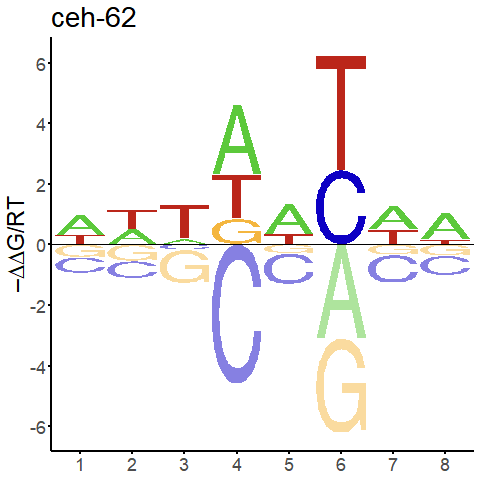 ceh-62
−ΔΔG/RT
6
4
2
0
-2
-4
-6
A T G C
T A G C
T A C G
A T G C
A T G C
T C A G
A T G C
A T G C
1 2 3 4 5 6 7 8